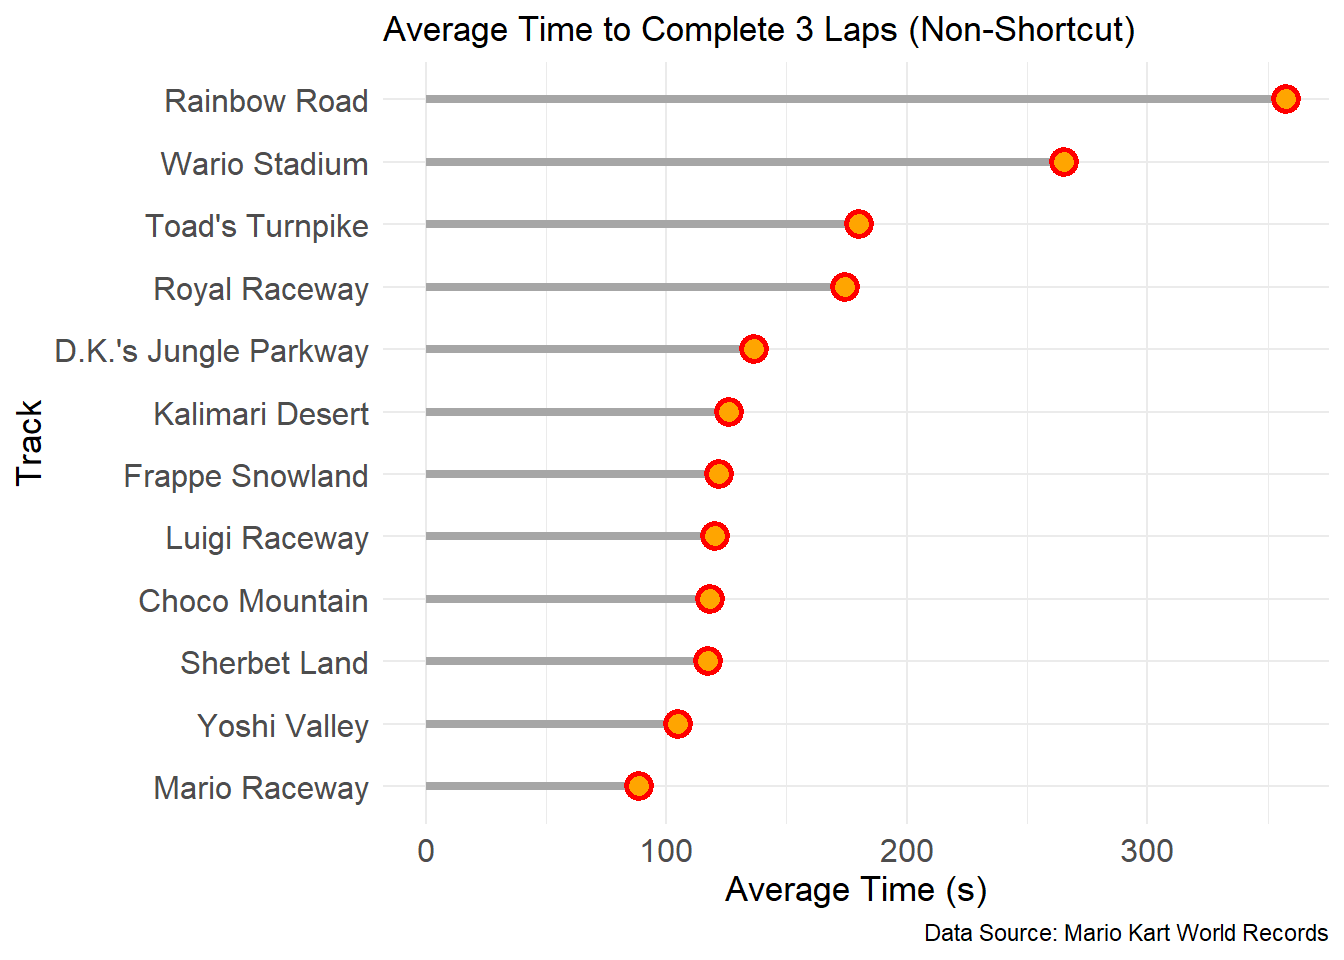 Average Time to Complete 3 Laps (Non-Shortcut)
Rainbow Road
Wario Stadium
Toad's Turnpike
Royal Raceway
D.K.'s Jungle Parkway
Kalimari Desert
Frappe Snowland
Luigi Raceway
Choco Mountain
Sherbet Land
Yoshi Valley
Mario Raceway
Track
0 100 200 300
Average Time (s)
Data Source: Mario Kart World Records